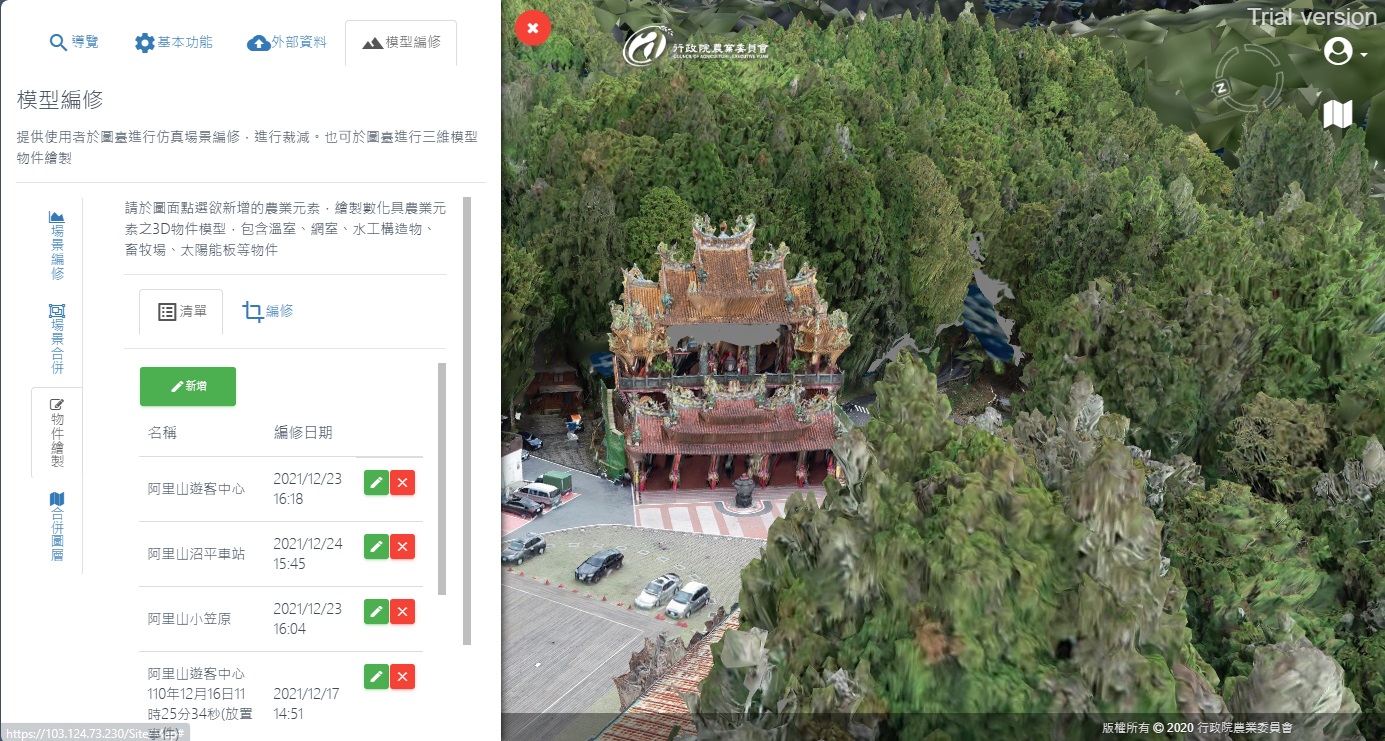 導覽
基本功能
外部資料
模型編修
模型編修
提供使用者於圖臺進行仿真場景編修，進行裁減。也可於圖臺進行三維模型
物件繪製
場景編修
場景合併
物件繪製
合併圖層
請於圖面點選欲新增的農業元素，繪製數化具農業元
素之3D物件模型，包含溫室、網室、水工構造物、
畜牧場、太陽能板等物件
清單
編修
新增
名稱
編修日期
阿里山遊客中心
2021/12/23
16:18
阿里山沼平車站
2021/12/24
15:45
阿里山小笠原
2021/12/23
16:04
阿里山遊客中心
110年12月16日11
時25分34秒(放置
事件)
2021/12/17
14:51
https://103.124.73.230/Site
行政院農業委員會
COUNCIL OF AGRICULTURE, EXECUTIVE YUAN
Trial version
Z
版權所有 © 2020 行政院農業委員會